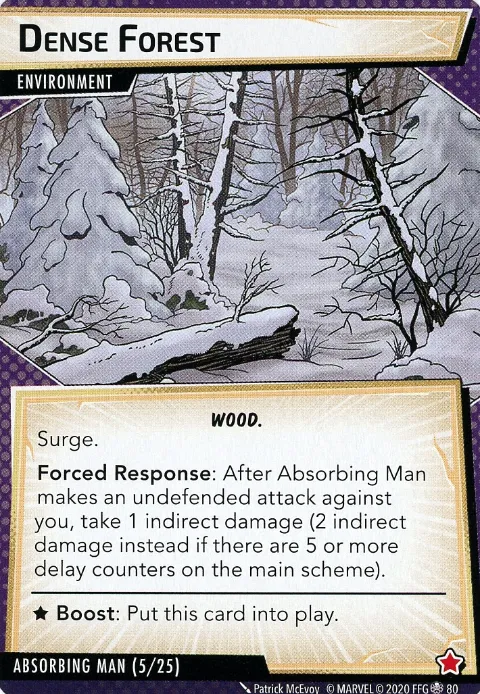 DENSE FOREST
ENVIRONMENT
WOOD.
Surge.
Forced Response: After Absorbing Man
makes an undefended attack against
you, take 1 indirect damage (2 indirect
damage instead if there are 5 or more
delay counters on the main scheme).
★ Boost: Put this card into play.
ABSORBING MAN (5/25)
Patrick McEvoy © MARVEL © 2020 FFG 80